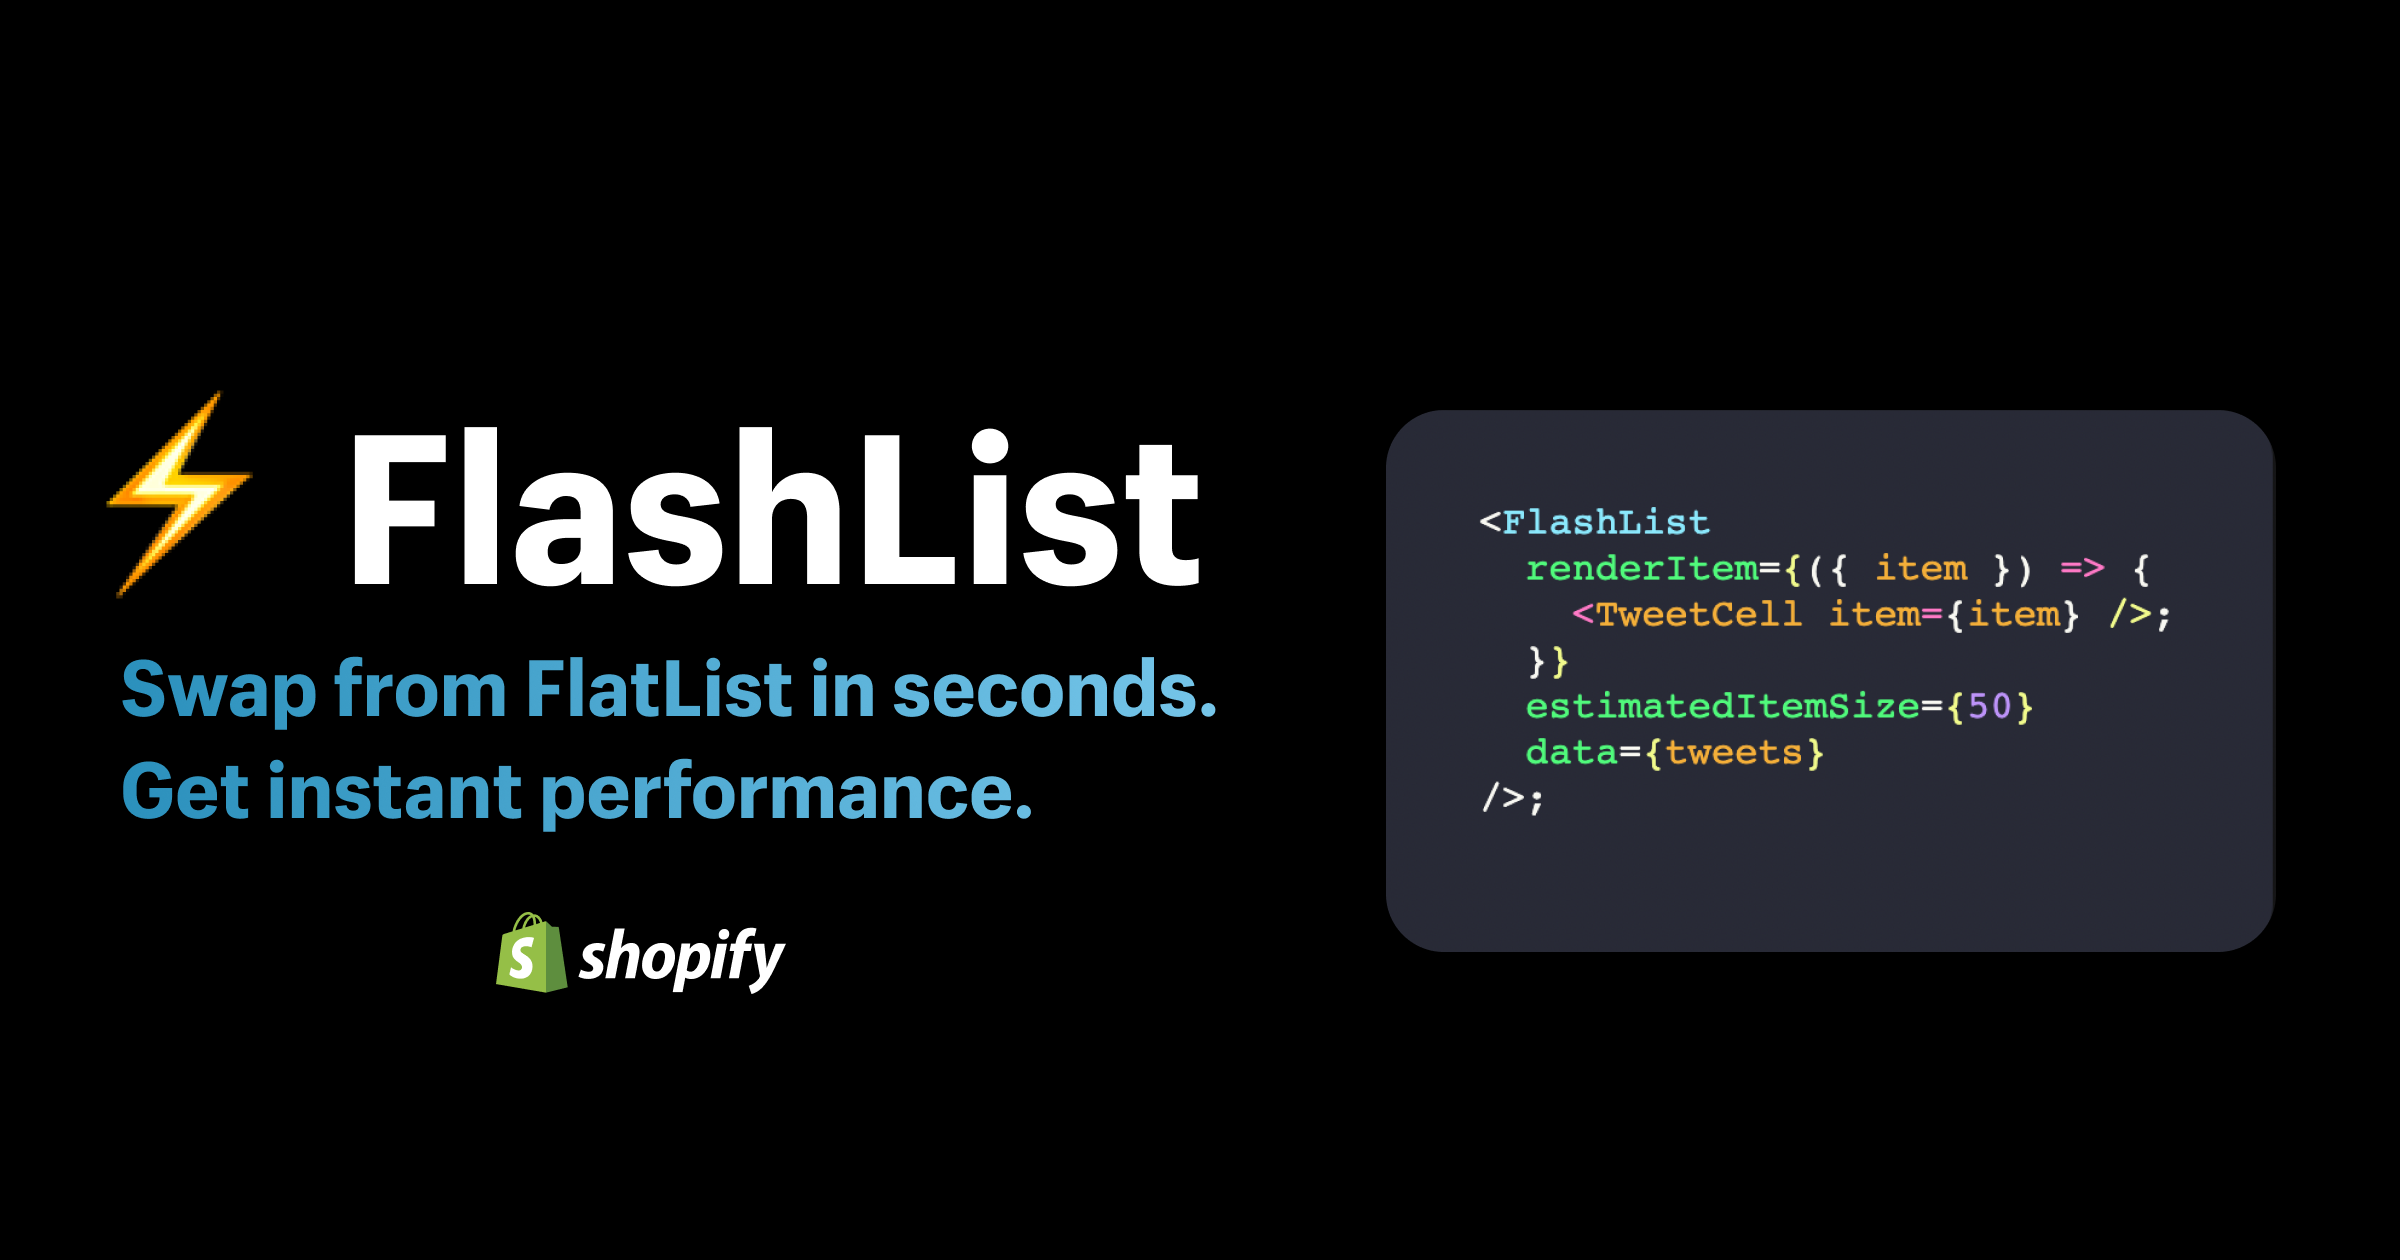 ⚡ FlashList
Swap from FlatList in seconds.
Get instant performance.
shopify
<FlashList
  renderItem={({ item }) => {
    <TweetCell item={item} />;
  }}
  estimatedItemSize={50}
  data={tweets}
/>;